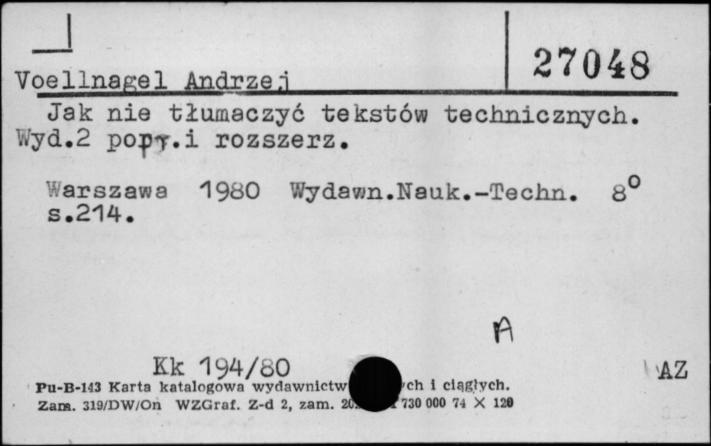 27048
Voellnagel Andrzej
Jak nie tłumaczyć tekstów technicznych.
Wyd.2 popr.i rozszerz.
Warszawa 1980 Wydawn.Nauk.-Techn. 8°
s.214.
A
Kk 194/80
AZ
Pu-B-143 Karta katalogowa wydawnictw ch i ciągłych.
Zam. 319/DW/On WZGraf. Z-d 2, zam. 730 000 74 X 120